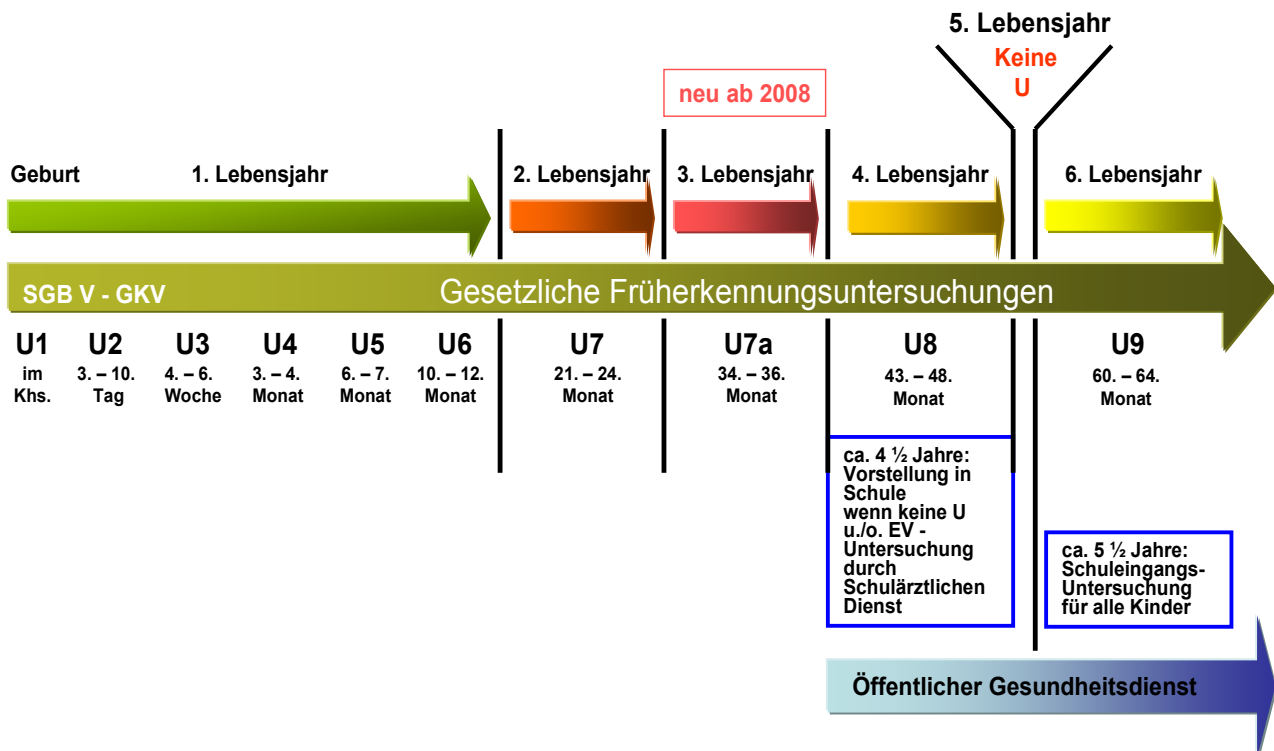 5. Lebensjahr
Keine
U
neu ab 2008
Geburt
1. Lebensjahr
2. Lebensjahr
3. Lebensjahr
4. Lebensjahr
6. Lebensjahr
SGB V - GKV
Gesetzliche Früherkennungsuntersuchungen
U1
im
Khs.
U2
3. – 10.
Tag
U3
4. – 6.
Woche
U4
3. – 4.
Monat
U5
6. – 7.
Monat
U6
10. – 12.
Monat
U7
21. – 24.
Monat
U7a
34. – 36.
Monat
U8
43. – 48.
Monat
U9
60. – 64.
Monat
ca. 4 ½ Jahre:
Vorstellung in
Schule
wenn keine U
u./o. EV -
Untersuchung
durch
Schulärztlichen
Dienst
ca. 5 ½ Jahre:
Schuleingangs-
Untersuchung
für alle Kinder
Öffentlicher Gesundheitsdienst